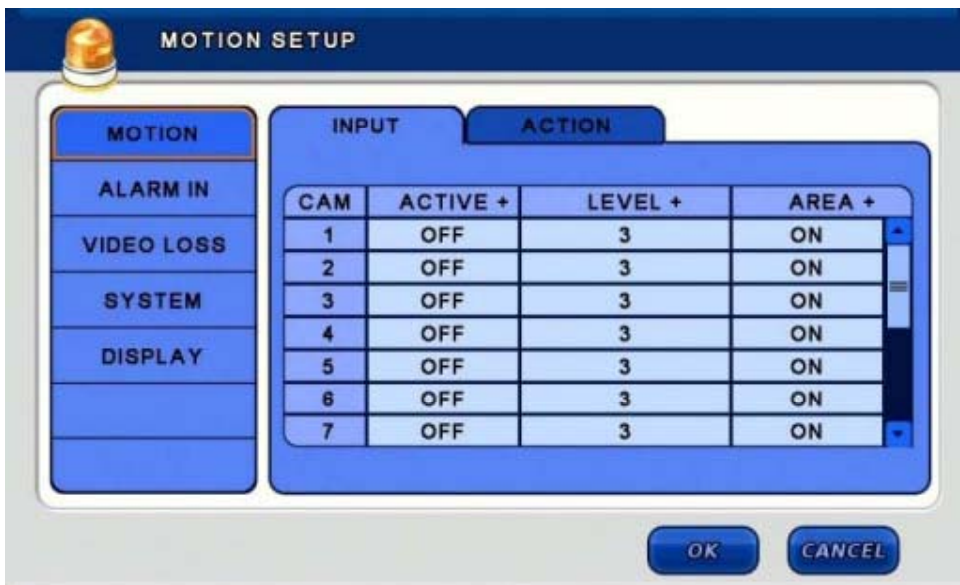 MOTION SETUP
MOTION
ALARM IN
VIDEO LOSS
SYSTEM
DISPLAY
INPUT ACTION
CAM ACTIVE + LEVEL + AREA +
1 OFF 3 ON
2 OFF 3 ON
3 OFF 3 ON
4 OFF 3 ON
5 OFF 3 ON
6 OFF 3 ON
7 OFF 3 ON
OK CANCEL